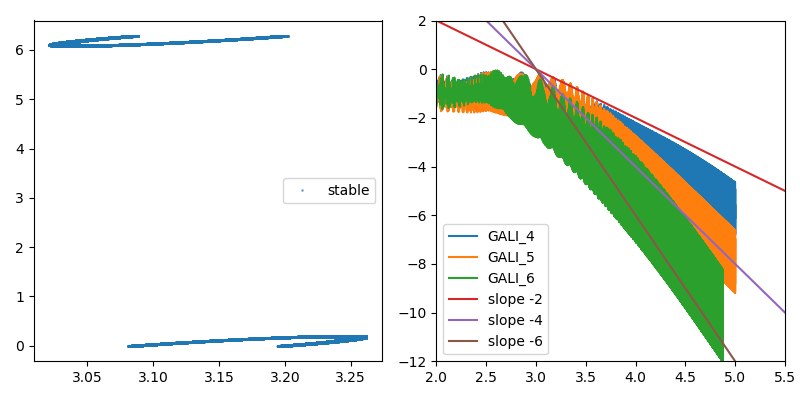 6
5
4
3
2
1
0
3.05 3.10 3.15 3.20 3.25
stable
2
0
−2
−4
−6
−8
−10
−12
2.0 2.5 3.0 3.5 4.0 4.5 5.0 5.5
GALI_4
GALI_5
GALI_6
slope -2
slope -4
slope -6